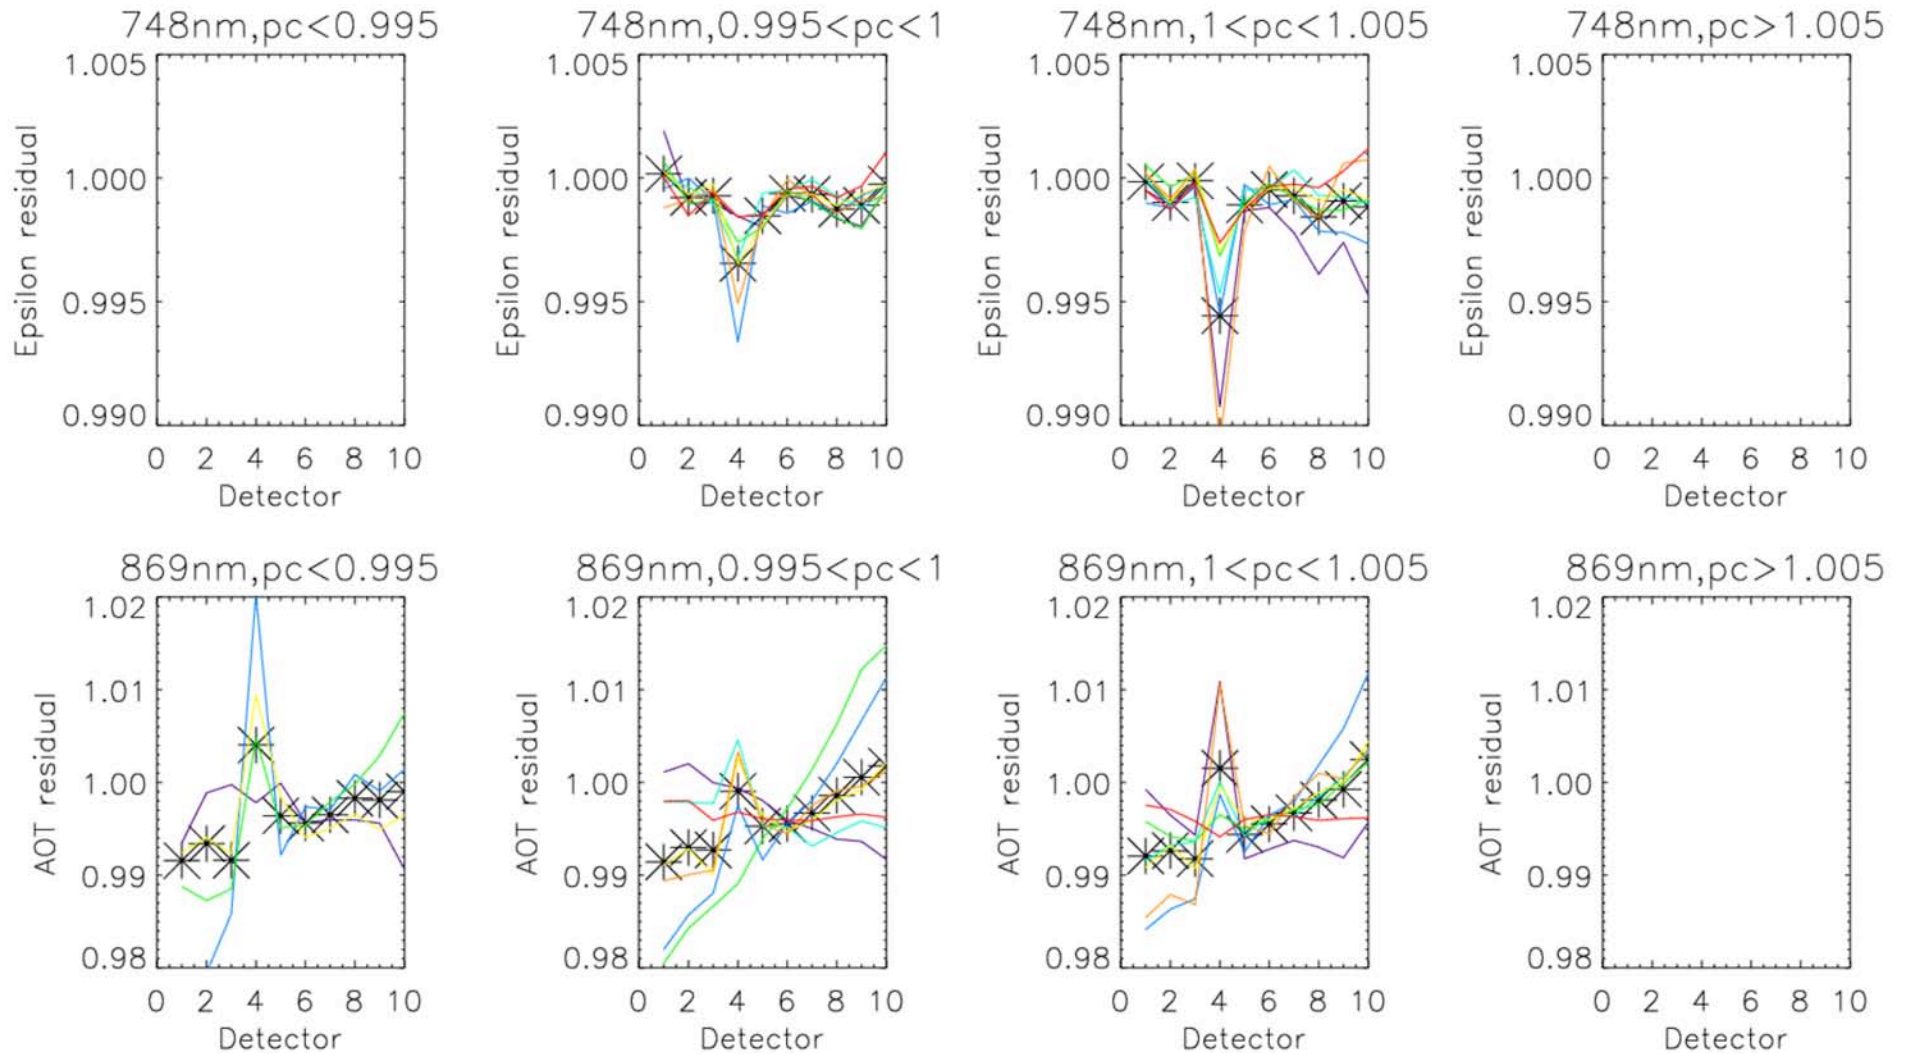 748nm,pc<0.995
748nm,0.995<pc<1
748nm,1<pc<1.005
748nm,pc>1.005
Epsilon residual
1.005
1.000
0.995
0.990
0 2 4 6 8 10
Detector
Epsilon residual
1.005
1.000
0.995
0.990
0 2 4 6 8 10
Detector
Epsilon residual
1.005
1.000
0.995
0.990
0 2 4 6 8 10
Detector
Epsilon residual
1.005
1.000
0.995
0.990
0 2 4 6 8 10
Detector
869nm,pc<0.995
869nm,0.995<pc<1
869nm,1<pc<1.005
869nm,pc>1.005
AOT residual
1.02
1.01
1.00
0.99
0.98
0 2 4 6 8 10
Detector
AOT residual
1.02
1.01
1.00
0.99
0.98
0 2 4 6 8 10
Detector
AOT residual
1.02
1.01
1.00
0.99
0.98
0 2 4 6 8 10
Detector
AOT residual
1.02
1.01
1.00
0.99
0.98
0 2 4 6 8 10
Detector